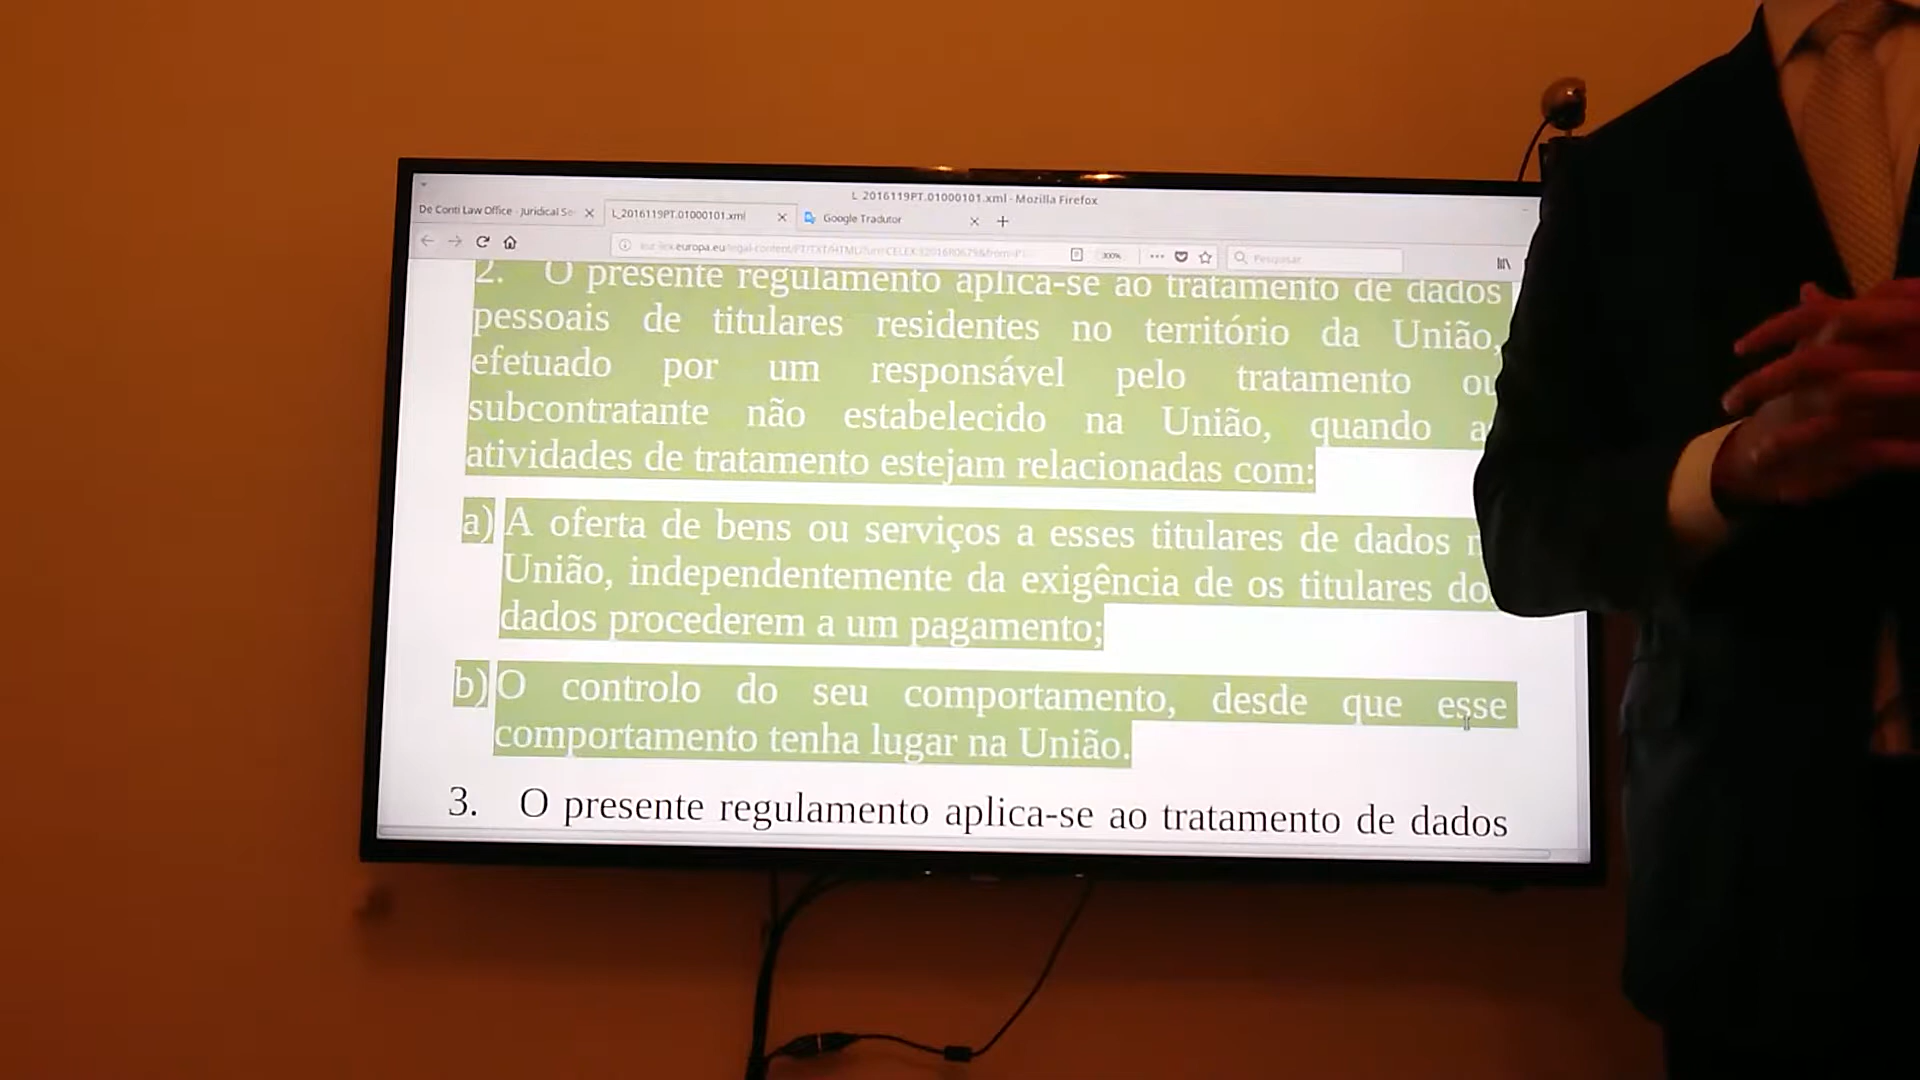 L_2016119PT.01000101.xml - Mozilla Firefox
De Conti Law Office - Juridical Se
L_2016119PT.01000101.xml
Google Tradutor
300%
Pesquisar
2. O presente regulamento aplica-se ao tratamento de dados
pessoais de titulares residentes no território da União,
efetuado por um responsável pelo tratamento ou
subcontratante não estabelecido na União, quando as
atividades de tratamento estejam relacionadas com:
a) A oferta de bens ou serviços a esses titulares de dados
União, independentemente da exigência de os titulares do
dados procederem a um pagamento;
b) O controlo do seu comportamento, desde que esse
comportamento tenha lugar na União.
3. O presente regulamento aplica-se ao tratamento de dados